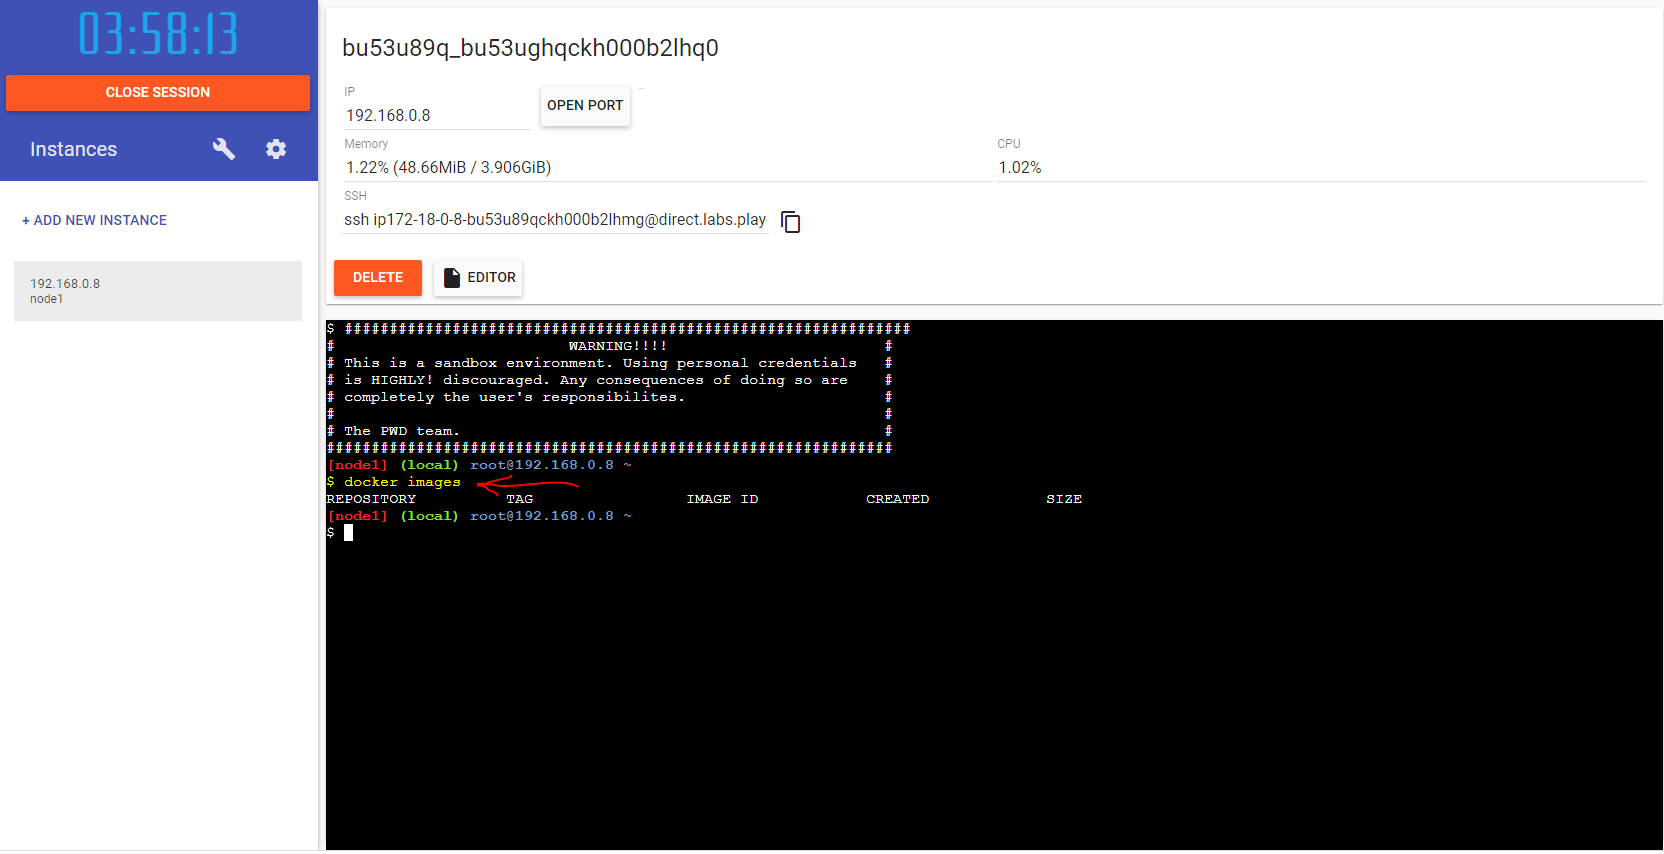 03:58:13
CLOSE SESSION
Instances
+ ADD NEW INSTANCE
192.168.0.8
node1
bu53u89q_bu53ughqckh000b2lhq0
IP
192.168.0.8
OPEN PORT
Memory
1.22% (48.66MiB / 3.906GiB)
CPU
1.02%
SSH
ssh ip172-18-0-8-bu53u89qckh000b2lhmg@direct.labs.play-
DELETE
EDITOR
$ ###############################################################
# WARNING!!!! #
# This is a sandbox environment. Using personal credentials #
# is HIGHLY! discouraged. Any consequences of doing so are #
# completely the user's responsibilites. #
# #
# The PWD team. #
###############################################################
[node1] (local) root@192.168.0.8 ~
$ docker images
REPOSITORY TAG IMAGE ID CREATED SIZE
[node1] (local) root@192.168.0.8 ~
$